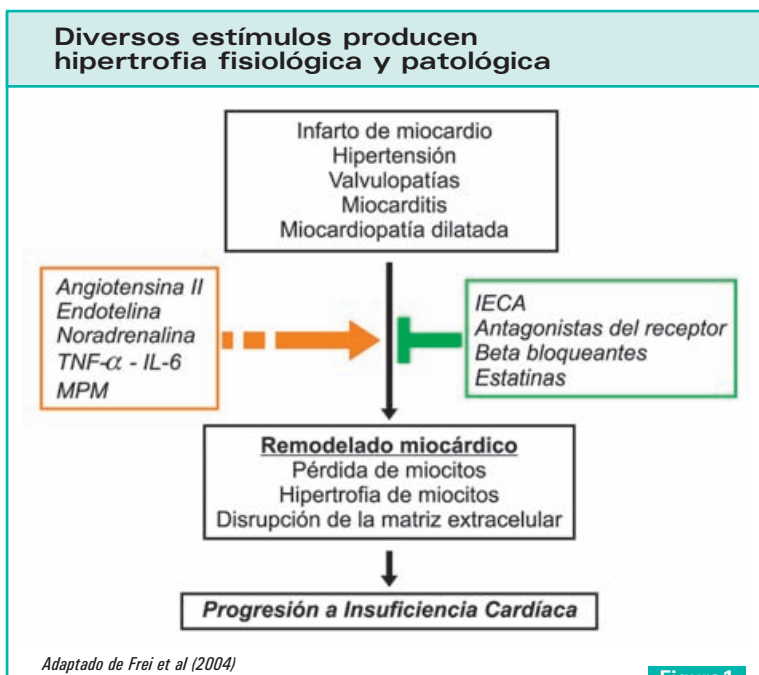 Diversos estímulos producen
hipertrofia fisiológica y patológica
Infarto de miocardio
Hipertensión
Valvulopatías
Miocarditis
Miocardiopatía dilatada
Angiotensina II
Endotelina
Noradrenalina
TNF-α - IL-6
MPM
IECA
Antagonistas del receptor
Beta bloqueantes
Estatinas
Remodelado miocárdico
Pérdida de miocitos
Hipertrofia de miocitos
Disrupción de la matriz extracelular
Progresión a Insuficiencia Cardíaca
Adaptado de Frei et al (2004)
Figura 1